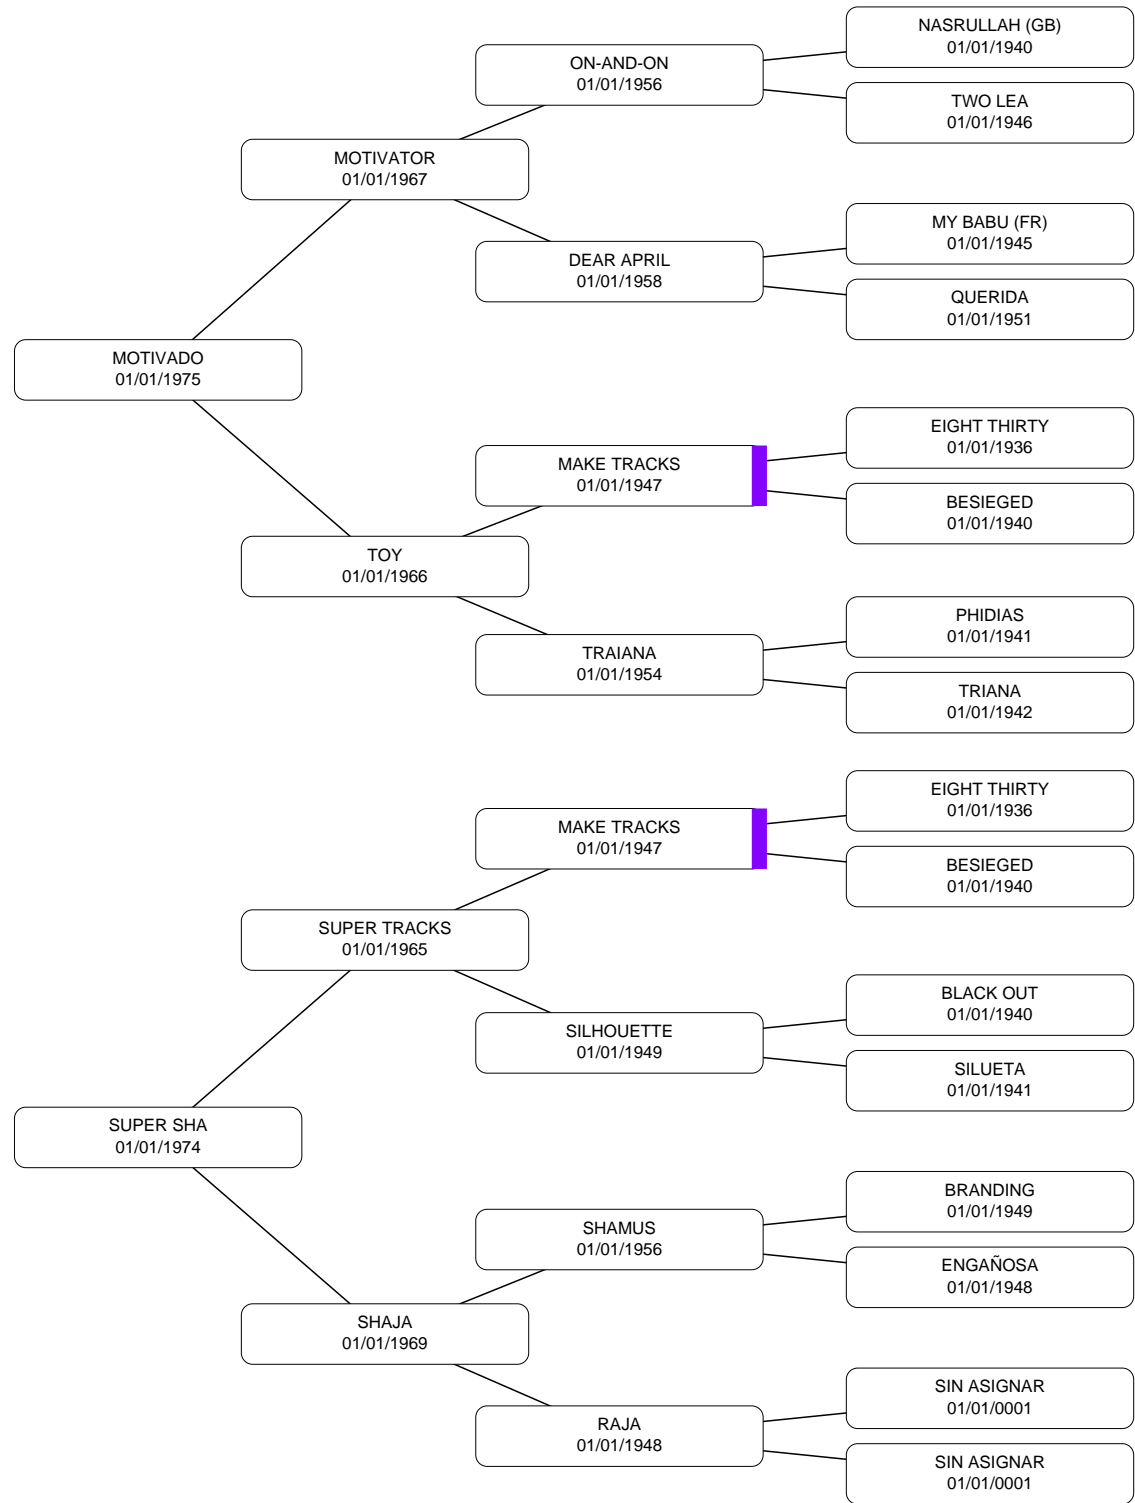 NASRULLAH (GB)
01/01/1940
ON-AND-ON
01/01/1956
TWO LEA
01/01/1946
MOTIVATOR
01/01/1967
MY BABU (FR)
01/01/1945
DEAR APRIL
01/01/1958
QUERIDA
01/01/1951
MOTIVADO
01/01/1975
EIGHT THIRTY
01/01/1936
MAKE TRACKS
01/01/1947
BESIEGED
01/01/1940
TOY
01/01/1966
PHIDIAS
01/01/1941
TRAIANA
01/01/1954
TRIANA
01/01/1942
EIGHT THIRTY
01/01/1936
MAKE TRACKS
01/01/1947
BESIEGED
01/01/1940
SUPER TRACKS
01/01/1965
BLACK OUT
01/01/1940
SILHOUETTE
01/01/1949
SILUETA
01/01/1941
SUPER SHA
01/01/1974
BRANDING
01/01/1949
SHAMUS
01/01/1956
ENGAÑOSA
01/01/1948
SHAJA
01/01/1969
SIN ASIGNAR
01/01/0001
RAJA
01/01/1948
SIN ASIGNAR
01/01/0001